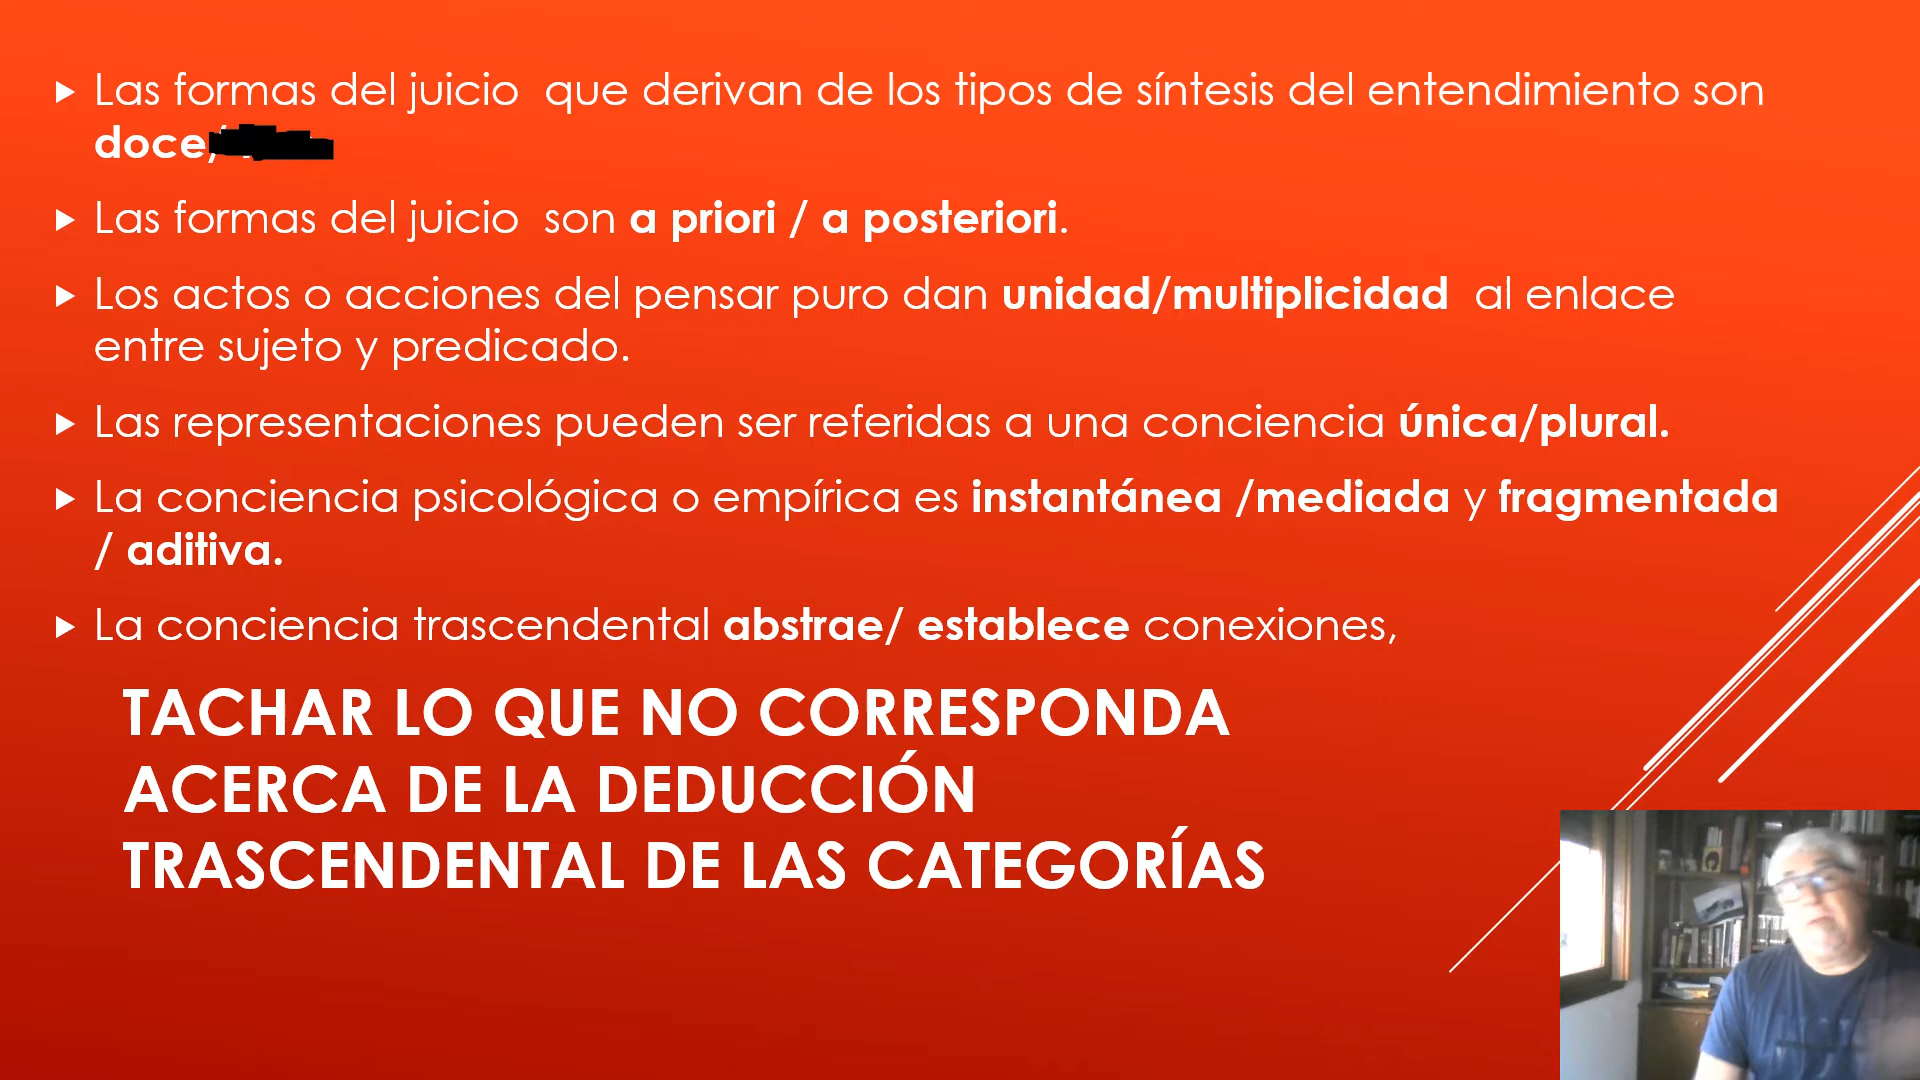 Las formas del juicio que derivan de los tipos de síntesis del entendimiento son
doce/
Las formas del juicio son a priori / a posteriori.
Los actos o acciones del pensar puro dan unidad/multiplicidad al enlace
entre sujeto y predicado.
Las representaciones pueden ser referidas a una conciencia única/plural.
La conciencia psicológica o empírica es instantánea /mediada y fragmentada
/ aditiva.
La conciencia trascendental abstrae/ establece conexiones,
TACHAR LO QUE NO CORRESPONDA
ACERCA DE LA DEDUCCIÓN
TRASCENDENTAL DE LAS CATEGORÍAS